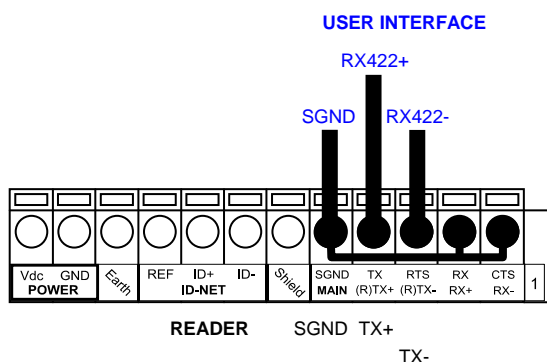 USER INTERFACE
RX422+
SGND RX422-
Vdc GND Earth REF ID+ ID- Shield SGND TX RTS RX CTS 1
POWER ID-NET MAIN (R)TX+ (R)TX- RX+ RX-
READER SGND TX+
TX-